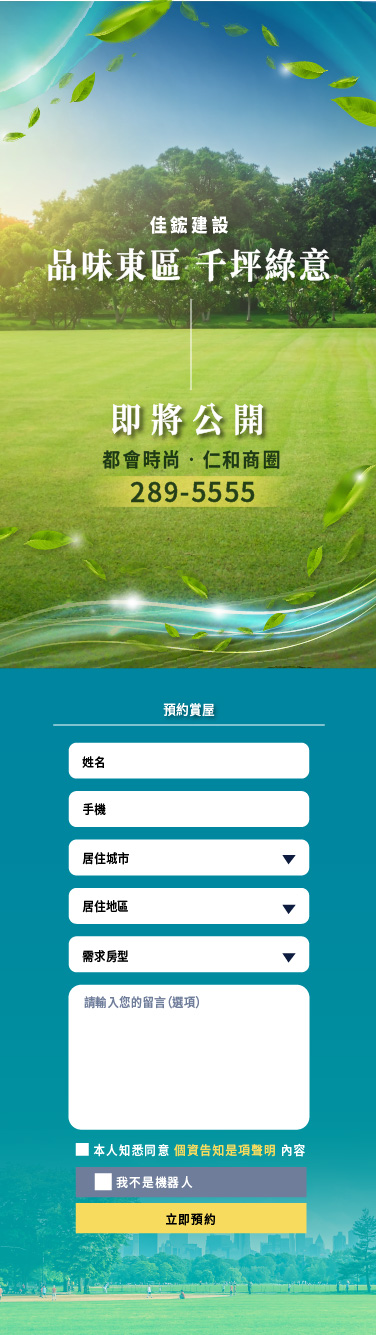 佳鋐建設
品味東區 千坪綠意
即將公開
都會時尚 · 仁和商圈
289-5555
預約賞屋
姓名
手機
居住城市
居住地區
需求房型
請輸入您的留言(選項)
本人知悉同意 個資告知是項聲明 內容
我不是機器人
立即預約